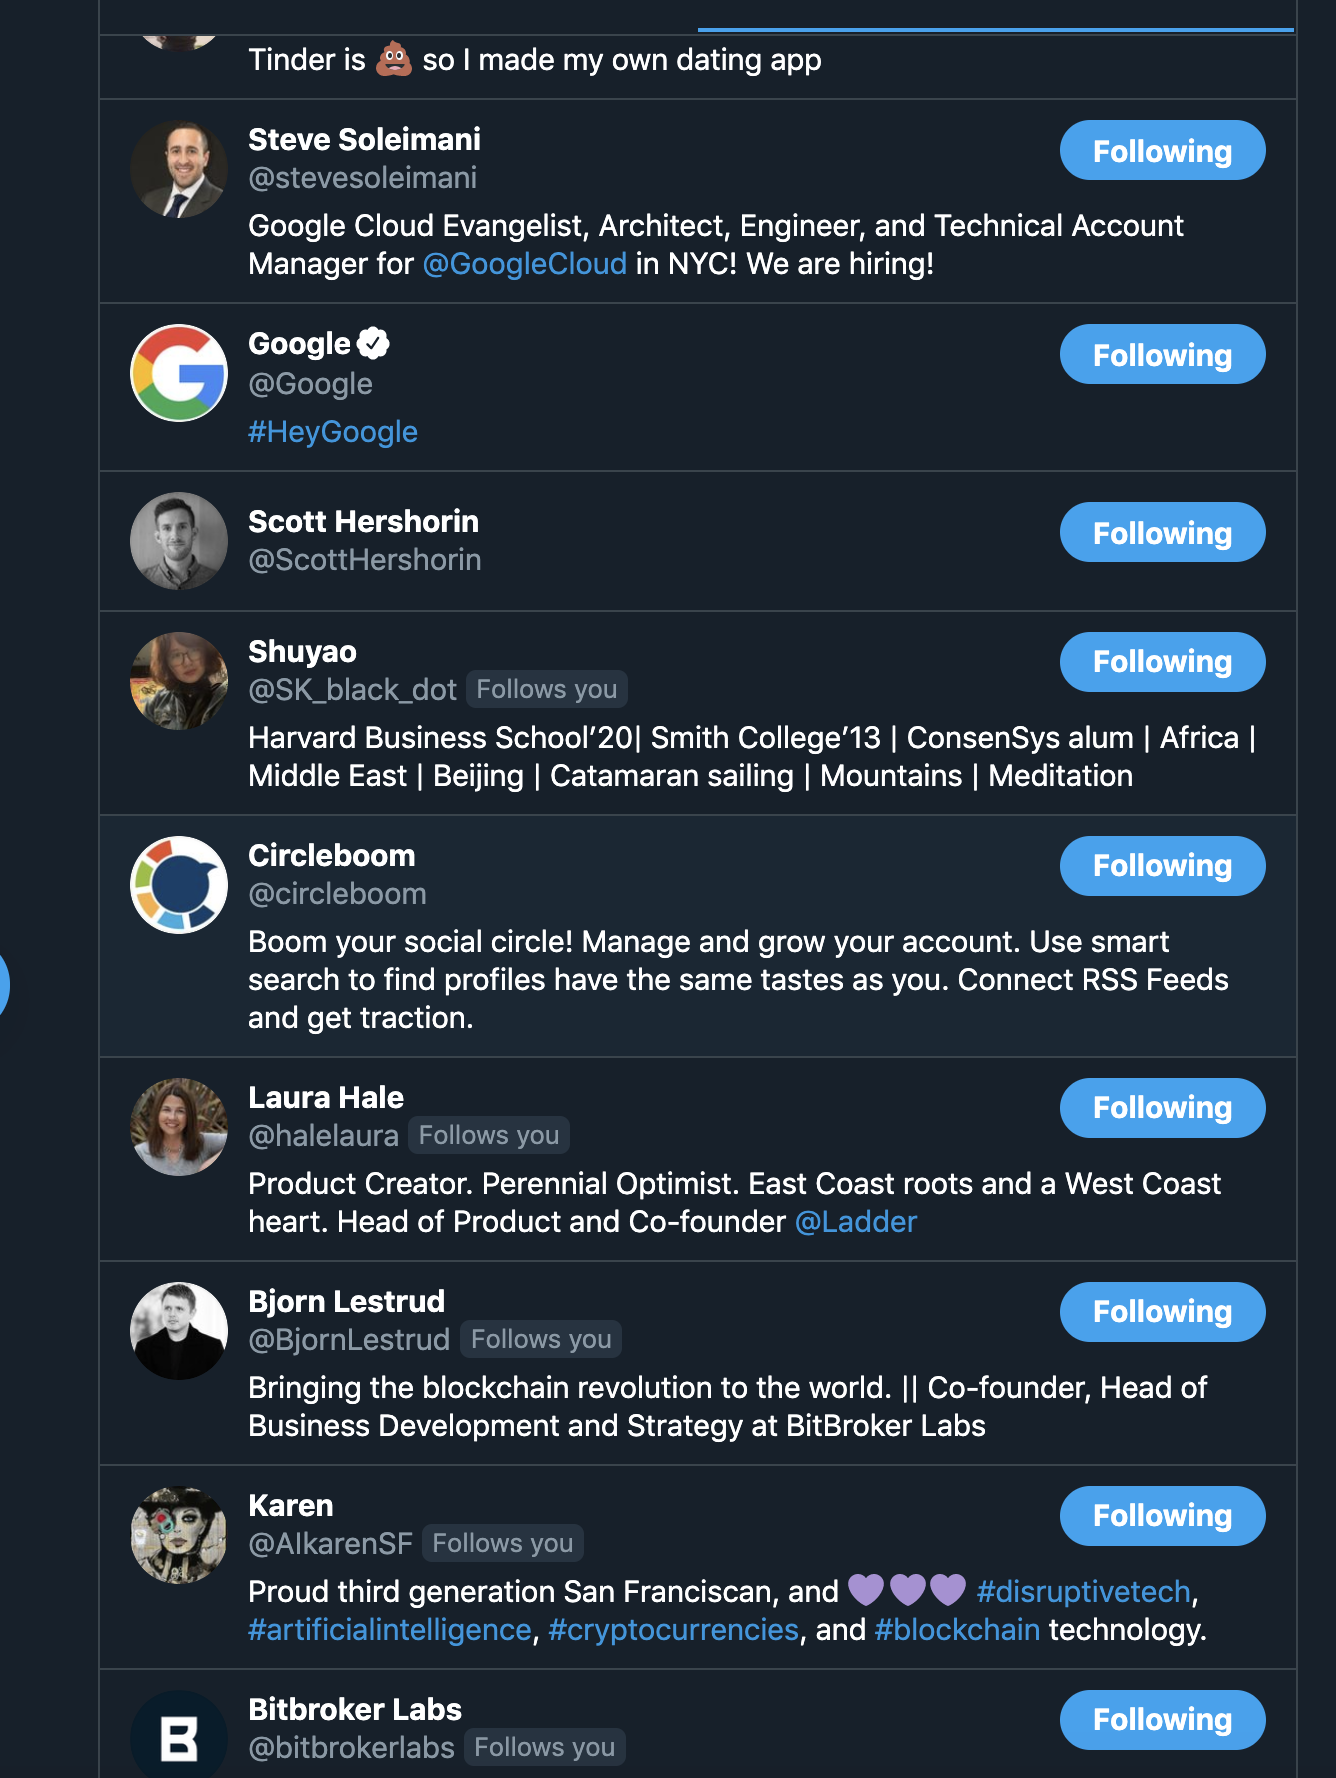 Tinder is 💩 so I made my own dating app
Steve Soleimani
Following
@stevesoleimani
Google Cloud Evangelist, Architect, Engineer, and Technical Account
Manager for @GoogleCloud in NYC! We are hiring!
Google
Following
@Google
#HeyGoogle
Scott Hershorin
Following
@ScottHershorin
Shuyao
Following
@SK_black_dot Follows you
Harvard Business School’20| Smith College’13 | ConsenSys alum | Africa |
Middle East | Beijing | Catamaran sailing | Mountains | Meditation
Circleboom
Following
@circleboom
Boom your social circle! Manage and grow your account. Use smart
search to find profiles have the same tastes as you. Connect RSS Feeds
and get traction.
Laura Hale
Following
@halelaura Follows you
Product Creator. Perennial Optimist. East Coast roots and a West Coast
heart. Head of Product and Co-founder @Ladder
Bjorn Lestrud
Following
@BjornLestrud Follows you
Bringing the blockchain revolution to the world. || Co-founder, Head of
Business Development and Strategy at BitBroker Labs
Karen
Following
@AlkarenSF Follows you
Proud third generation San Franciscan, and 💜💜💜 #disruptivetech,
#artificialintelligence, #cryptocurrencies, and #blockchain technology.
Bitbroker Labs
Following
@bitbrokerlabs Follows you